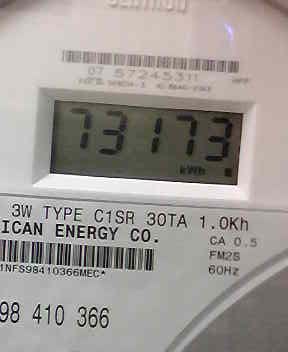 CENTRON
07 57245311
73173
kWh
3W TYPE C1SR 30TA 1.0Kh
ICAN ENERGY CO.
CA 0.5
FM2S
60Hz
1NFS98410366MEC*
98 410 366